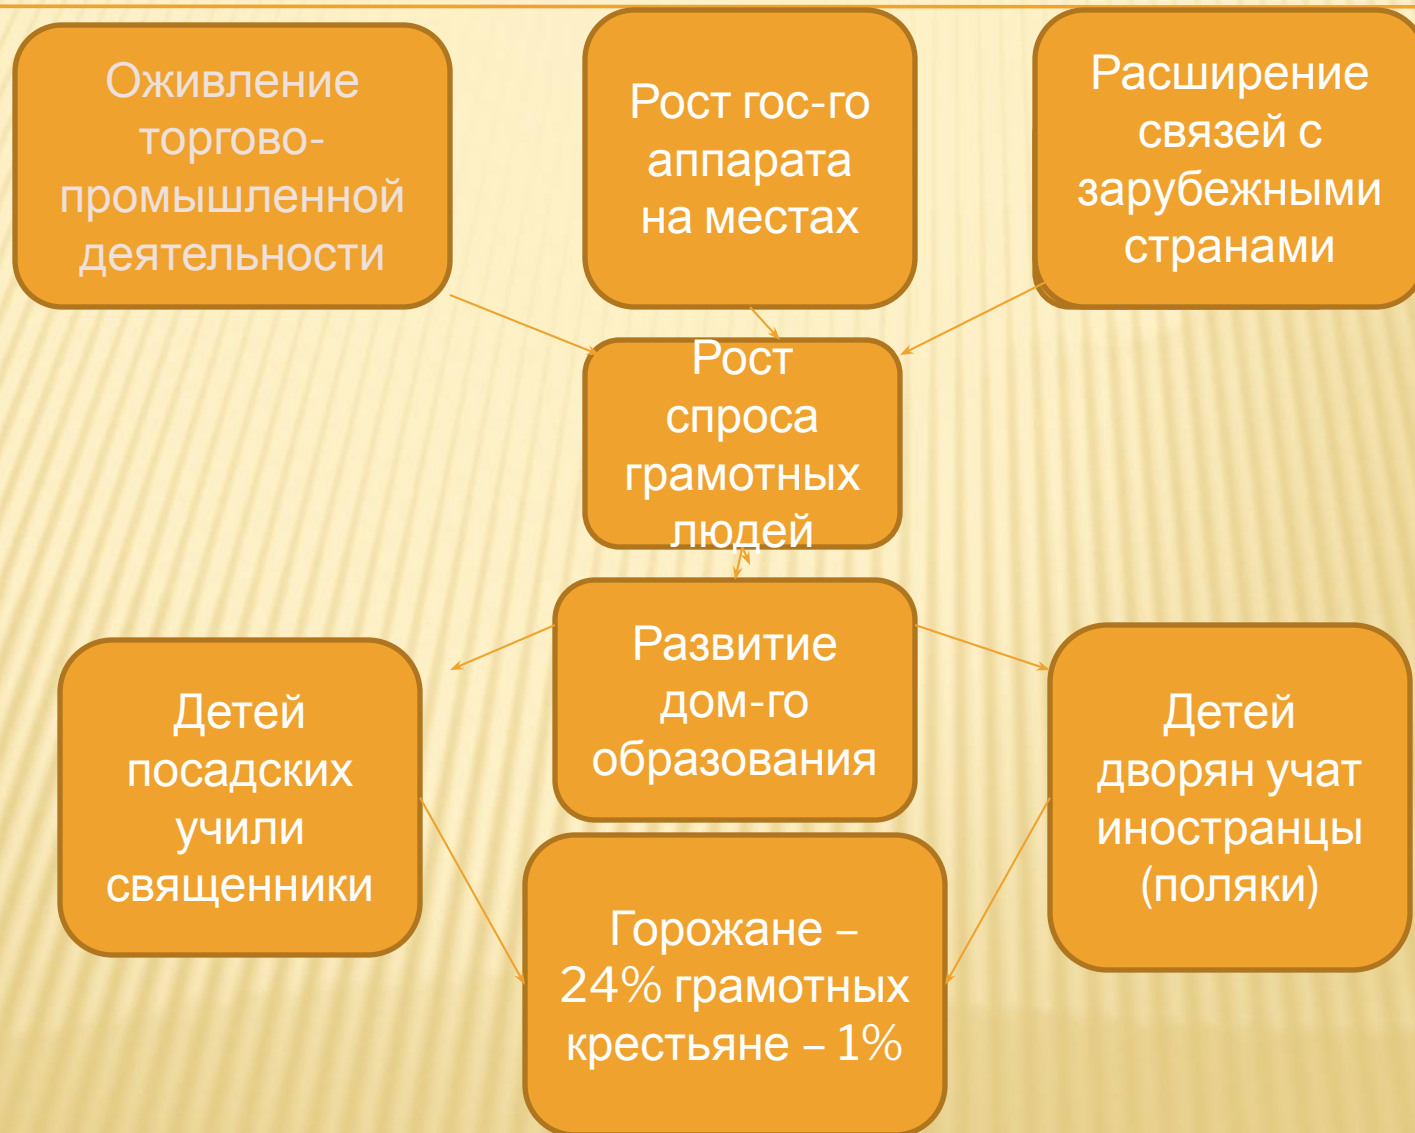 Оживление
торгово-
промышленной
деятельности
Рост гос-го
аппарата
на местах
Расширение
связей с
зарубежными
странами
Рост
спроса
грамотных
людей
Развитие
дом-го
образования
Детей
посадских
учили
священники
Детей
дворян учат
иностранцы
(поляки)
Горожане –
24% грамотных
крестьяне – 1%